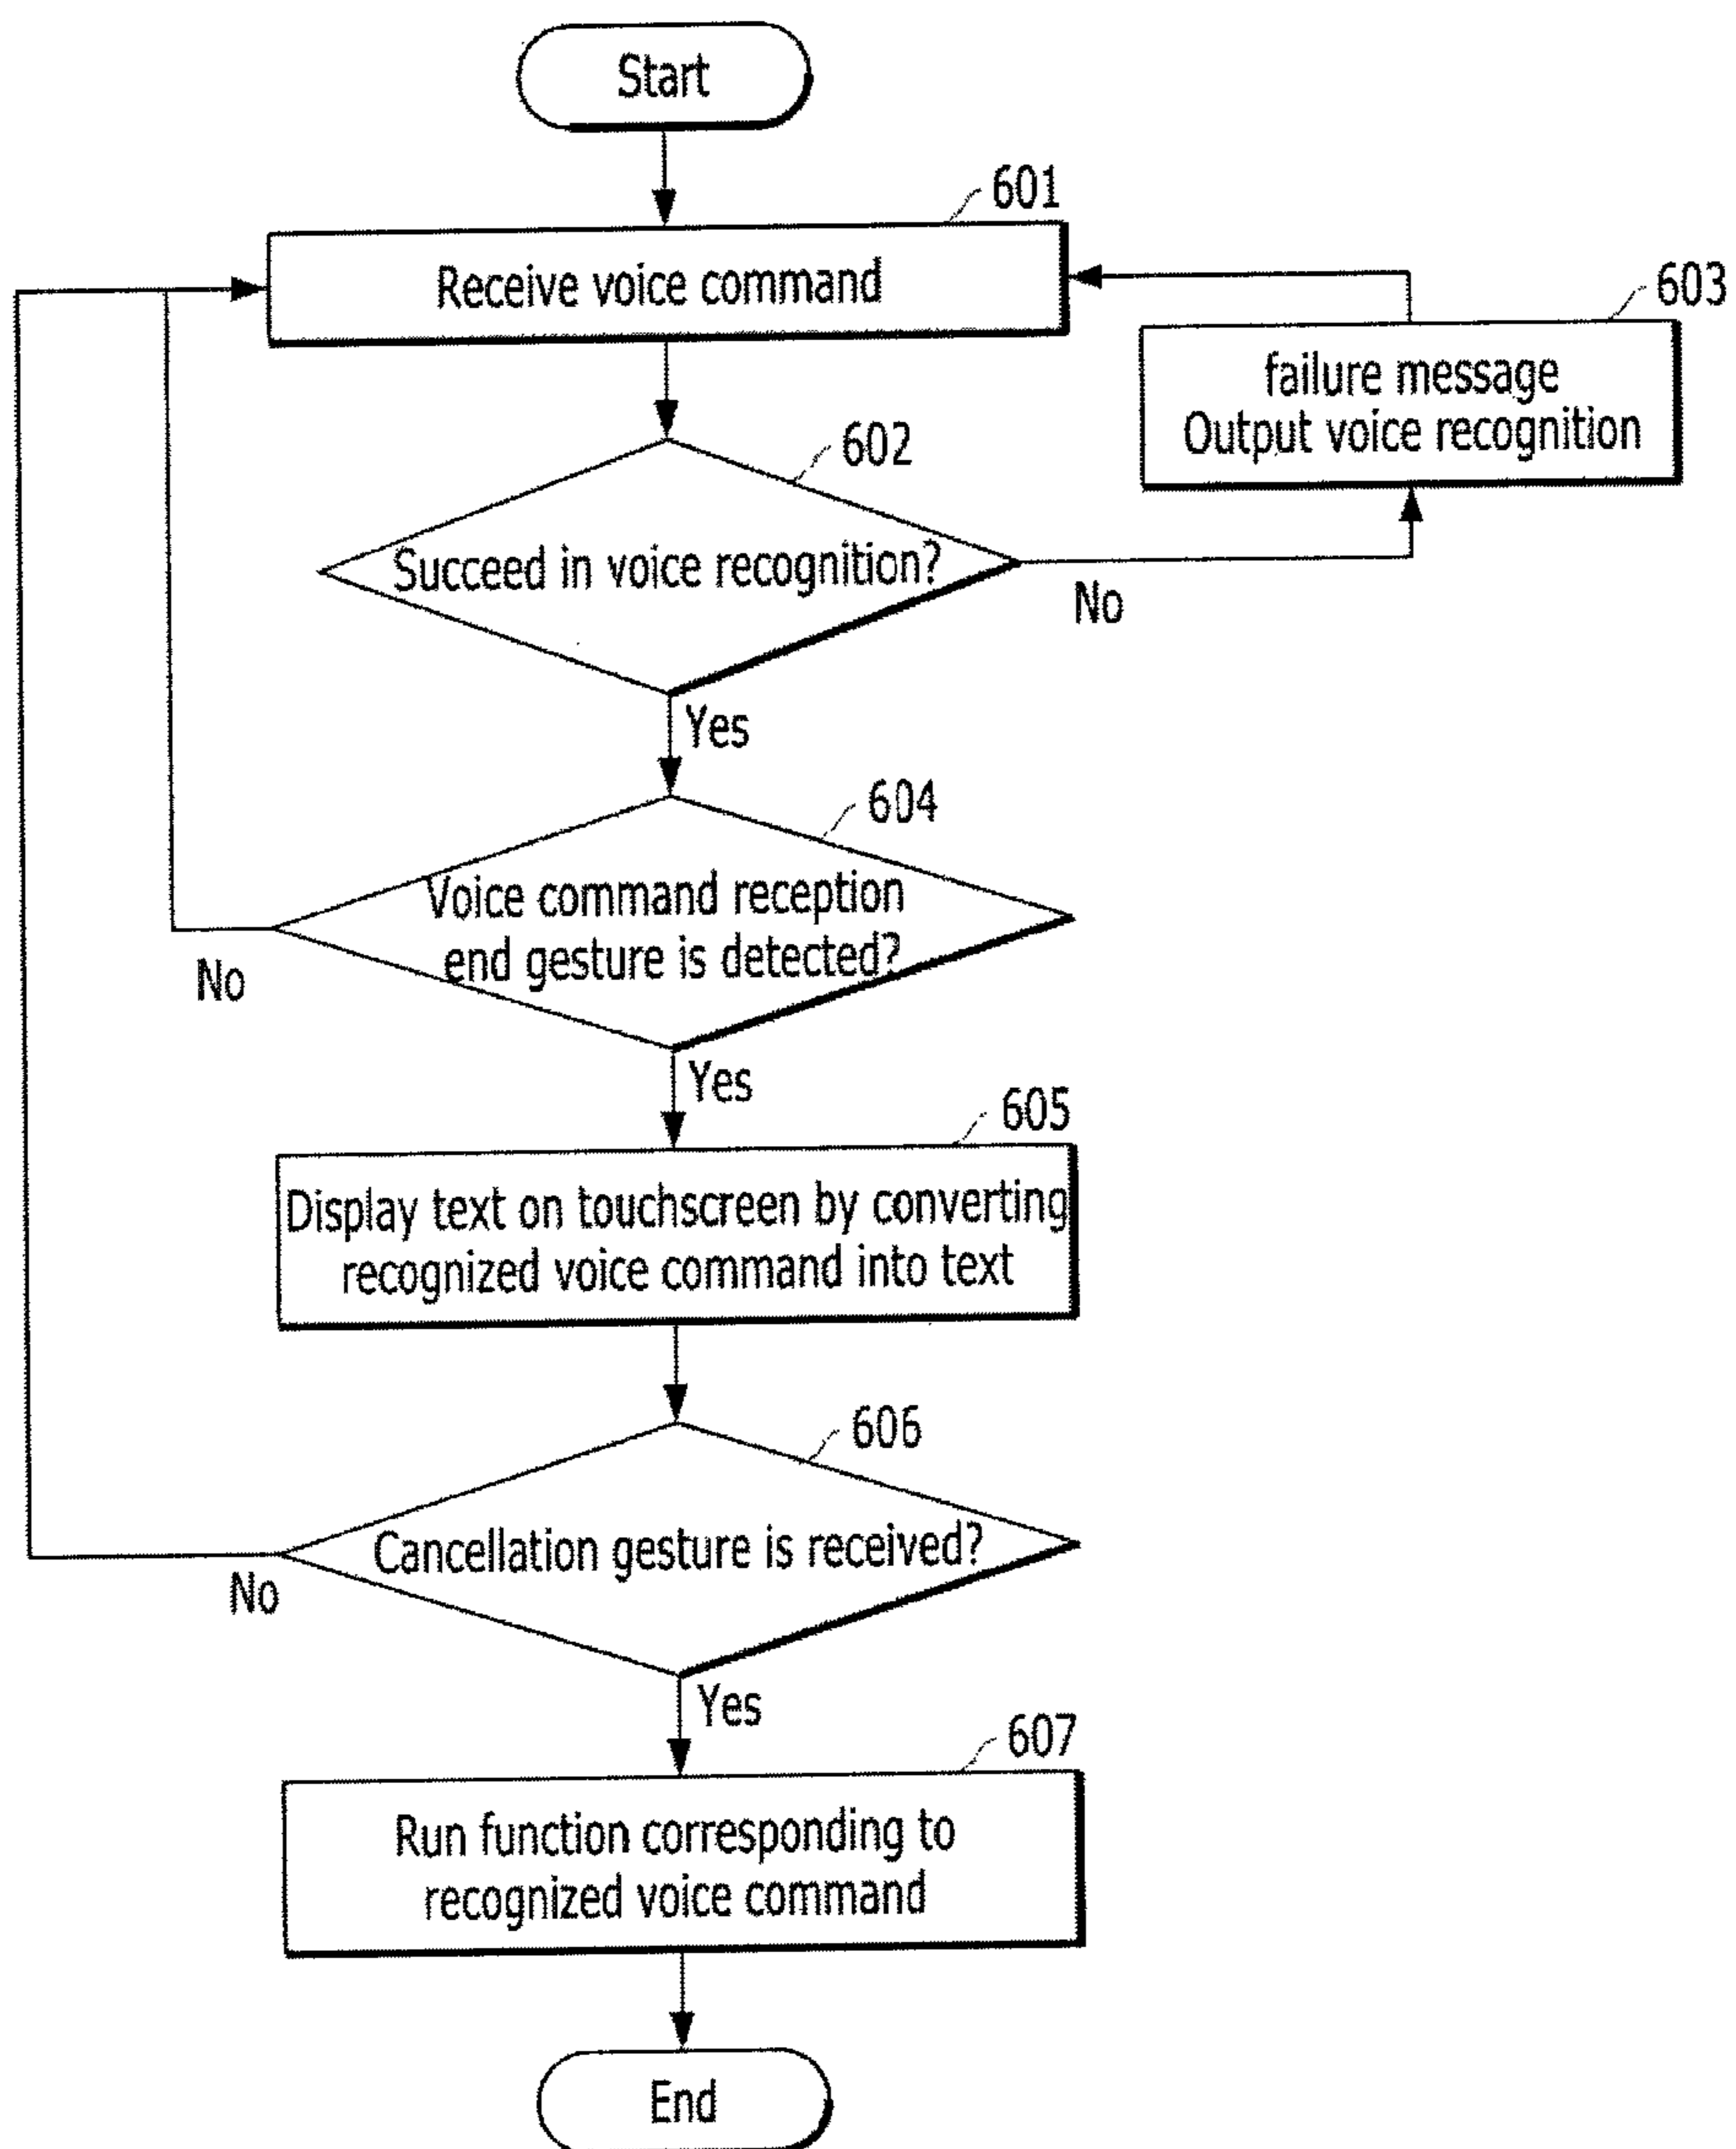 Start
601
Receive voice command
603
failure message
Output voice recognition
602
Succeed in voice recognition?
No
Yes
604
Voice command reception
end gesture is detected?
No
Yes
605
Display text on touchscreen by converting
recognized voice command into text
606
Cancellation gesture is received?
No
Yes
607
Run function corresponding to
recognized voice command
End